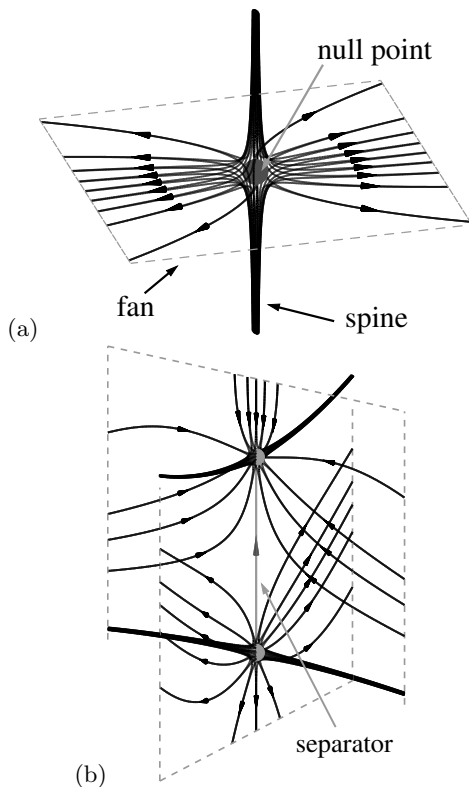 null point
fan
spine
(a)
separator
(b)